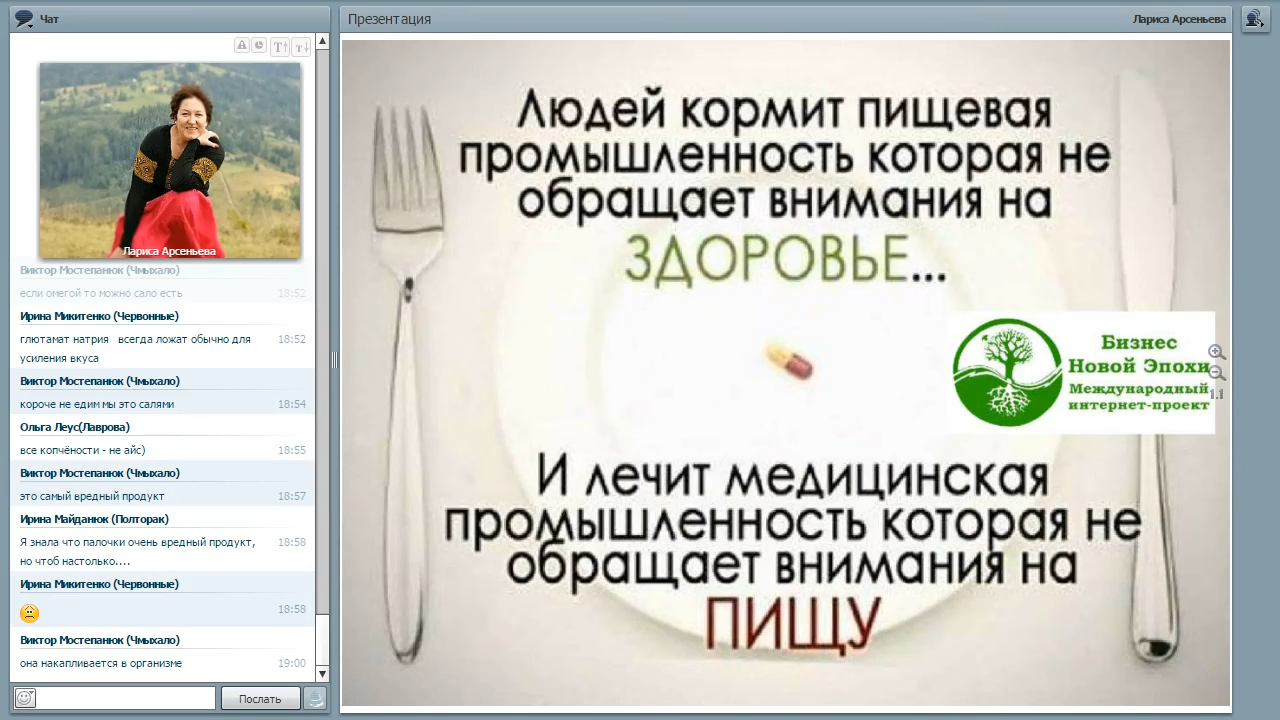 Чат
Лариса Арсеньева
Виктор Мостепанюк (Чмыхало)
если омегой то можно сало есть 18:52
Ирина Микитенко (Червонные)
глютамат натрия всегда ложат обычно для 18:52
усиления вкуса
Виктор Мостепанюк (Чмыхало)
короче не едим мы это салями 18:54
Ольга Леус(Лаврова)
все копчёности - не айс) 18:55
Виктор Мостепанюк (Чмыхало)
это самый вредный продукт 18:57
Ирина Майданюк (Полторак)
Я знала что палочки очень вредный продукт, 18:58
но чтоб настолько....
Ирина Микитенко (Червонные)
18:58
Виктор Мостепанюк (Чмыхало)
она накапливается в организме 19:00
Послать
Презентация
Лариса Арсеньева
Людей кормит пищевая
промышленность которая не
обращает внимания на
ЗДОРОВЬЕ...
Бизнес
Новой Эпохи
Международный
интернет-проект
1.1
И лечит медицинская
промышленность которая не
обращает внимания на
ПИЩУ